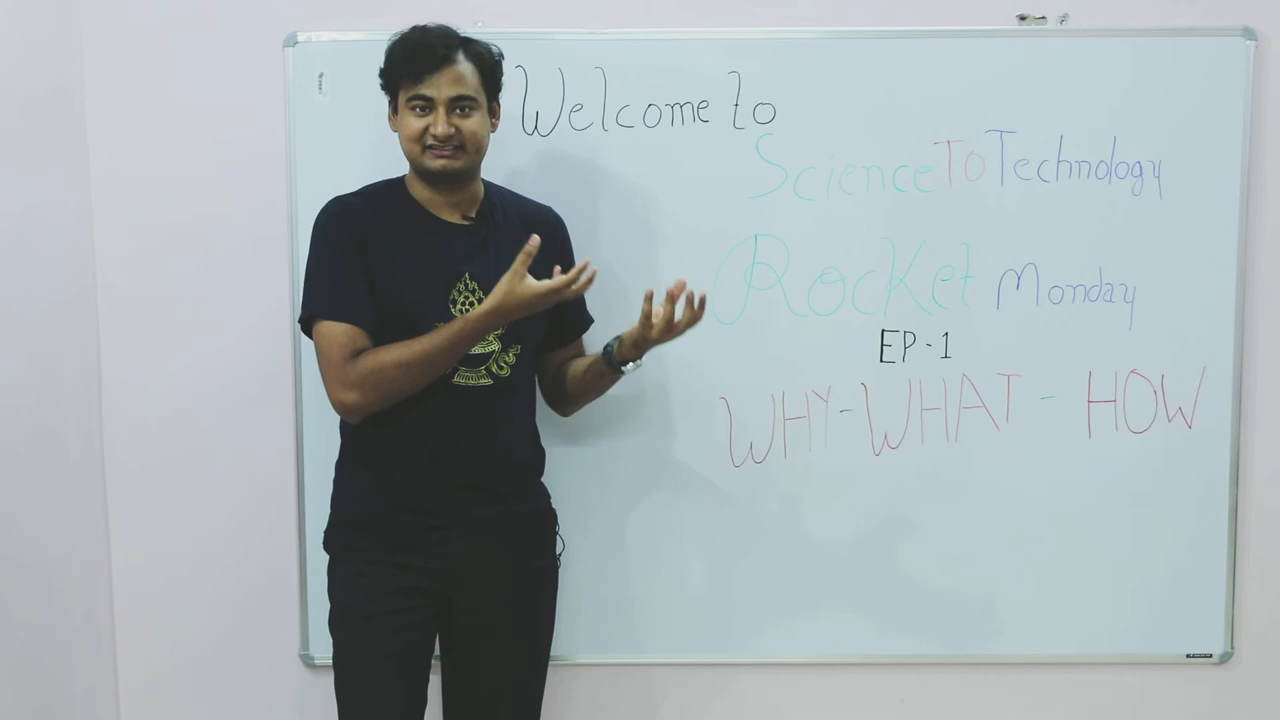 Welcome to
ScienceToTechnology
Rocket Monday
EP-1
WHY-WHAT-HOW